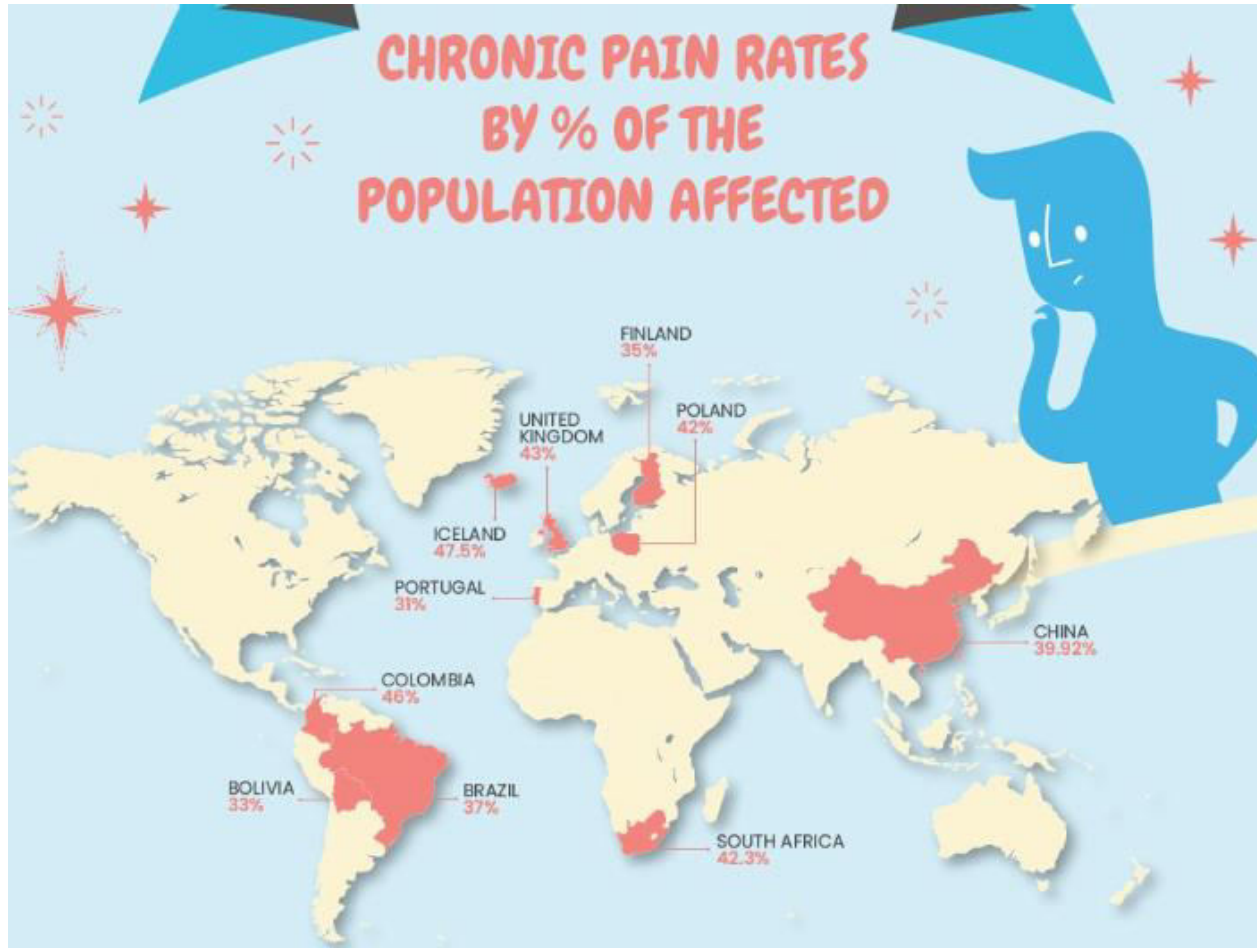 CHRONIC PAIN RATES
BY % OF THE
POPULATION AFFECTED
FINLAND
35%
POLAND
42%
UNITED
KINGDOM
43%
ICELAND
47.5%
PORTUGAL
31%
CHINA
39.92%
COLOMBIA
46%
BOLIVIA
33%
BRAZIL
37%
SOUTH AFRICA
42.3%